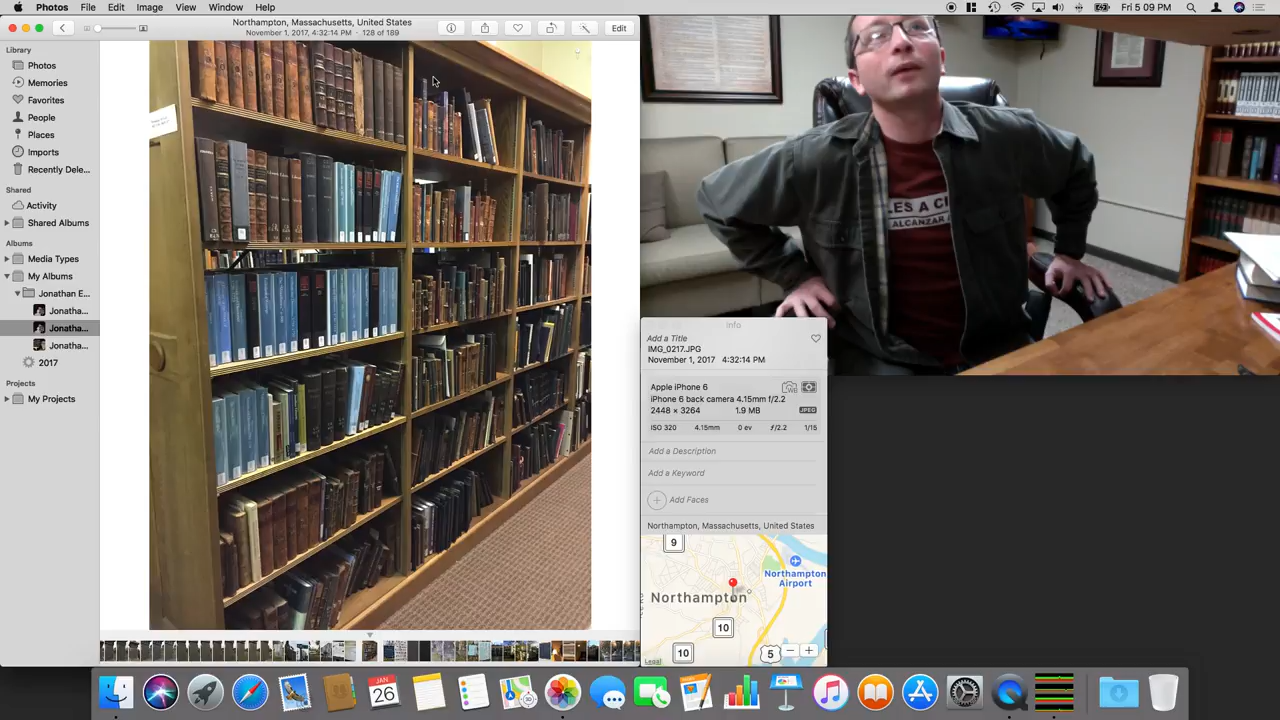 Photos File Edit Image View Window Help
Fri 5 09 PM
Northampton, Massachusetts, United States
November 1, 2017, 4:32:14 PM • 128 of 189
Edit
Library
Photos
Memories
Favorites
People
Places
Imports
Recently Dele...
Shared
Activity
Shared Albums
Albums
Media Types
My Albums
Jonathan E...
Jonatha...
Jonatha...
Jonatha...
2017
Projects
My Projects
LES A C
ALCANZAR A
Info
Add a Title
IMG_0217.JPG
November 1, 2017 4:32:14 PM
Apple iPhone 6
iPhone 6 back camera 4.15mm f/2.2
2448 × 3264 1.9 MB JPEG
ISO 320 4.15mm 0 ev ƒ/2.2 1/15
Add a Description
Add a Keyword
Add Faces
Northampton, Massachusetts, United States
9
Northampton
Airport
Northampton
10
10
5
Legal
JAN
26